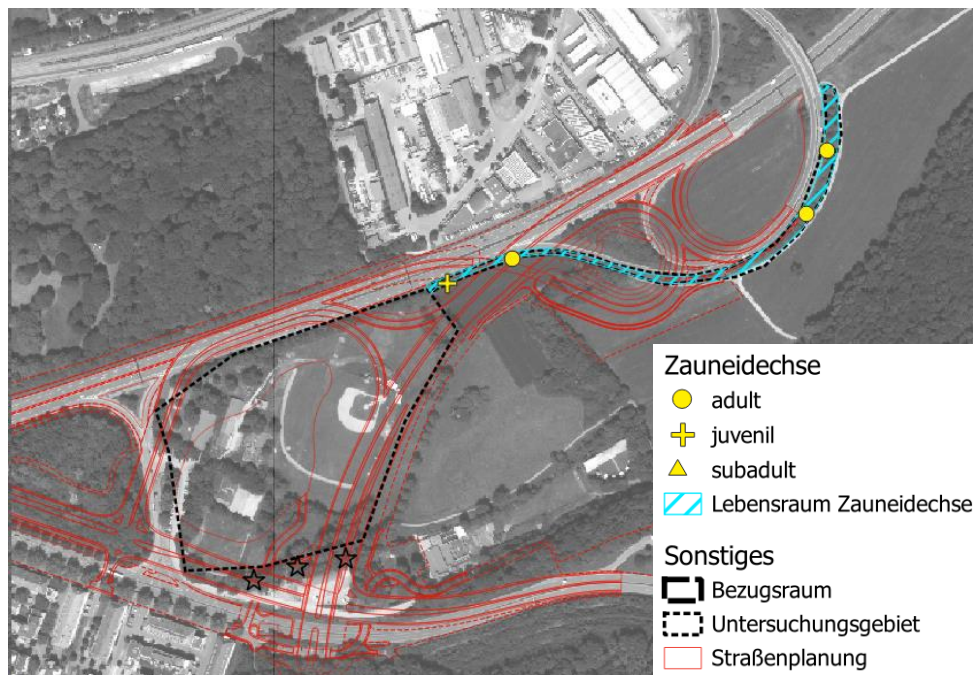 Zauneidechse
adult
juvenil
subadult
Lebensraum Zauneidechse
Sonstiges
Bezugsraum
Untersuchungsgebiet
Straßenplanung